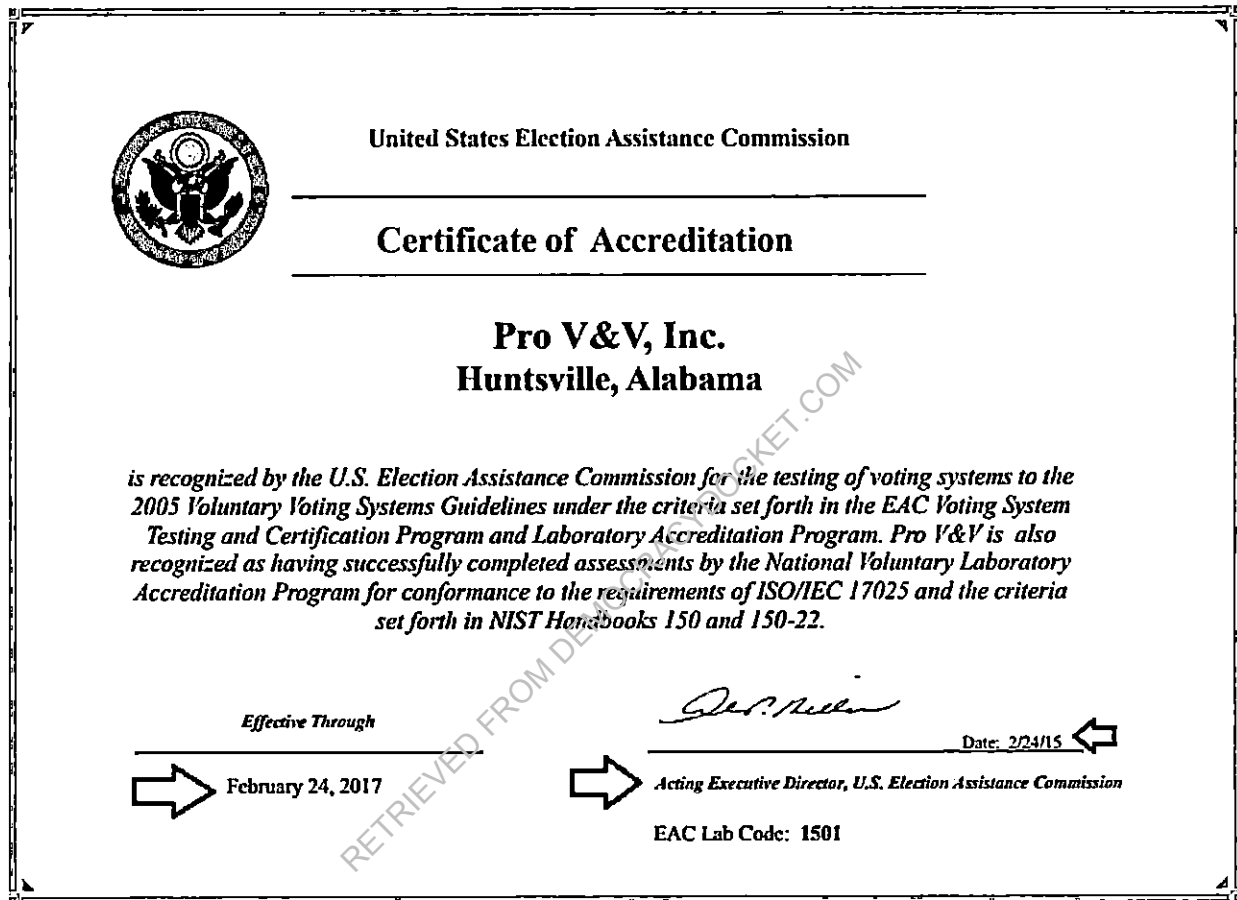 United States Election Assistance Commission
Certificate of Accreditation
Pro V&V, Inc.
Huntsville, Alabama
is recognized by the U.S. Election Assistance Commission for the testing of voting systems to the
2005 Voluntary Voting Systems Guidelines under the criteria set forth in the EAC Voting System
Testing and Certification Program and Laboratory Accreditation Program. Pro V&V is also
recognized as having successfully completed assessments by the National Voluntary Laboratory
Accreditation Program for conformance to the requirements of ISO/IEC 17025 and the criteria
set forth in NIST Handbooks 150 and 150-22.
Effective Through
Date: 2/24/15
February 24, 2017
Acting Executive Director, U.S. Election Assistance Commission
EAC Lab Code: 1501
RETRIEVED FROM DEMOCRACYDOCKET.COM